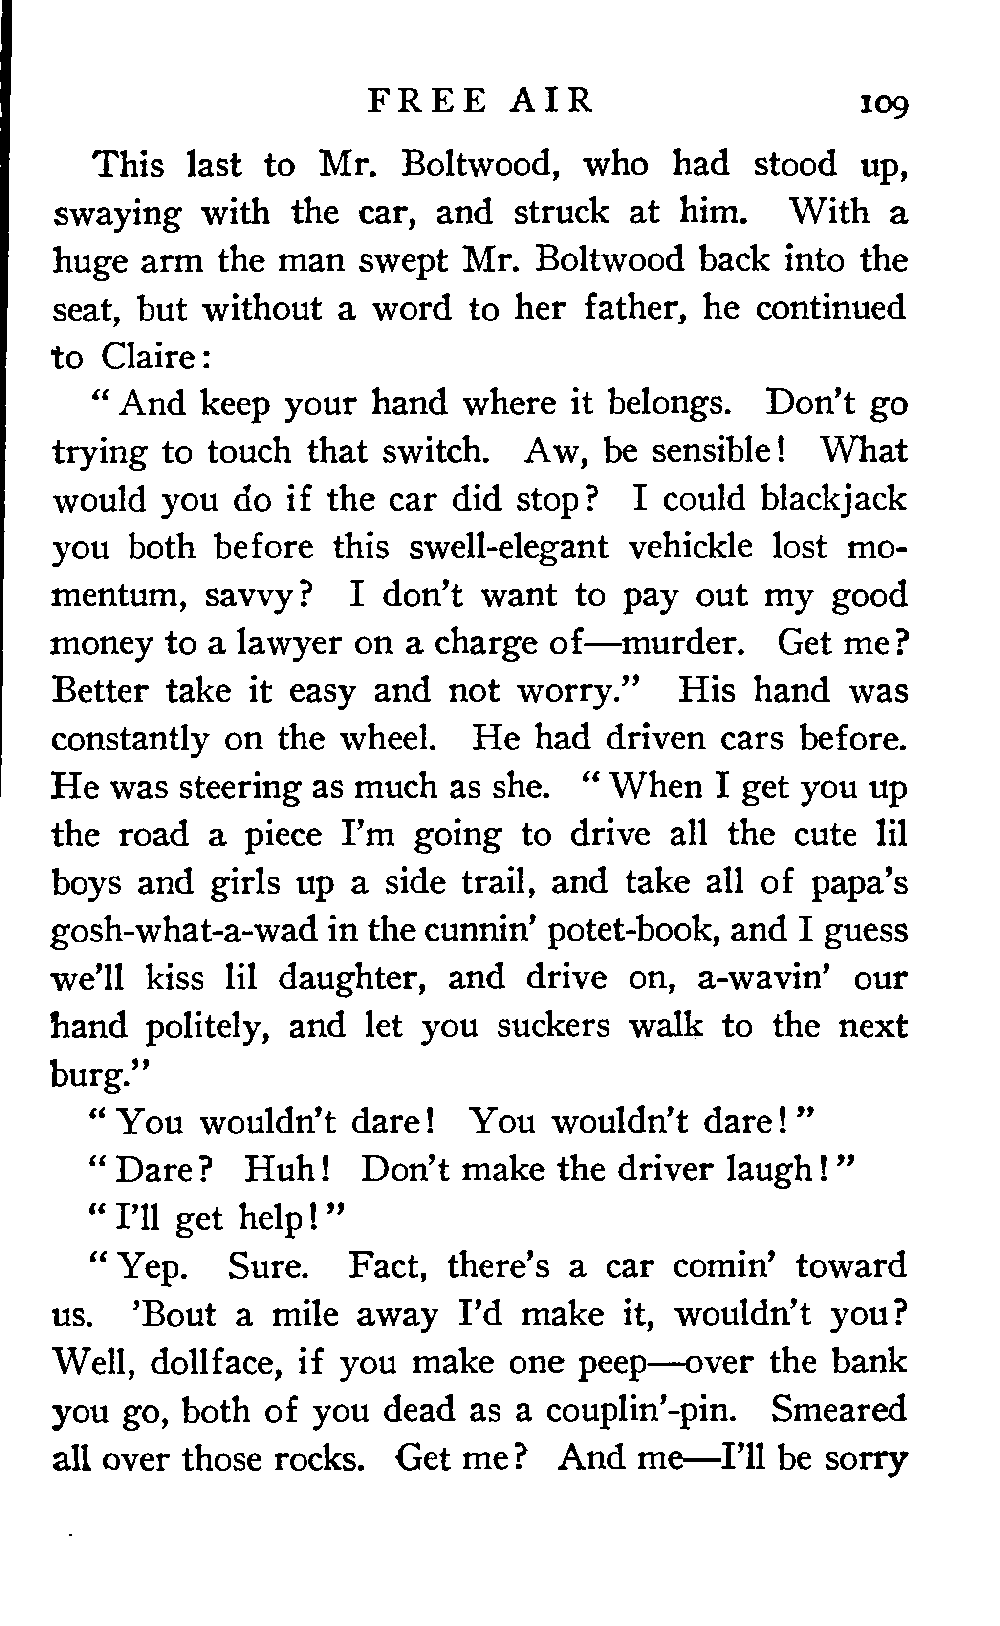 FREE AIR 109
This last to Mr. Boltwood, who had stood up,
swaying with the car, and struck at him. With a
huge arm the man swept Mr. Boltwood back into the
seat, but without a word to her father, he continued
to Claire:
“And keep your hand where it belongs. Don't go
trying to touch that switch. Aw, be sensible! What
would you do if the car did stop? I could blackjack
you both before this swell-elegant vehickle lost mo-
mentum, savvy? I don't want to pay out my good
money to a lawyer on a charge of—murder. Get me?
Better take it easy and not worry.” His hand was
constantly on the wheel. He had driven cars before.
He was steering as much as she. “When I get you up
the road a piece I'm going to drive all the cute lil
boys and girls up a side trail, and take all of papa's
gosh-what-a-wad in the cunnin' potet-book, and I guess
we'll kiss lil daughter, and drive on, a-wavin' our
hand politely, and let you suckers walk to the next
burg.”
“You wouldn't dare! You wouldn't dare!”
“Dare? Huh! Don't make the driver laugh!”
“I'll get help!”
“Yep. Sure. Fact, there's a car comin' toward
us. 'Bout a mile away I'd make it, wouldn't you?
Well, dollface, if you make one peep—over the bank
you go, both of you dead as a couplin'-pin. Smeared
all over those rocks. Get me? And me—I'll be sorry